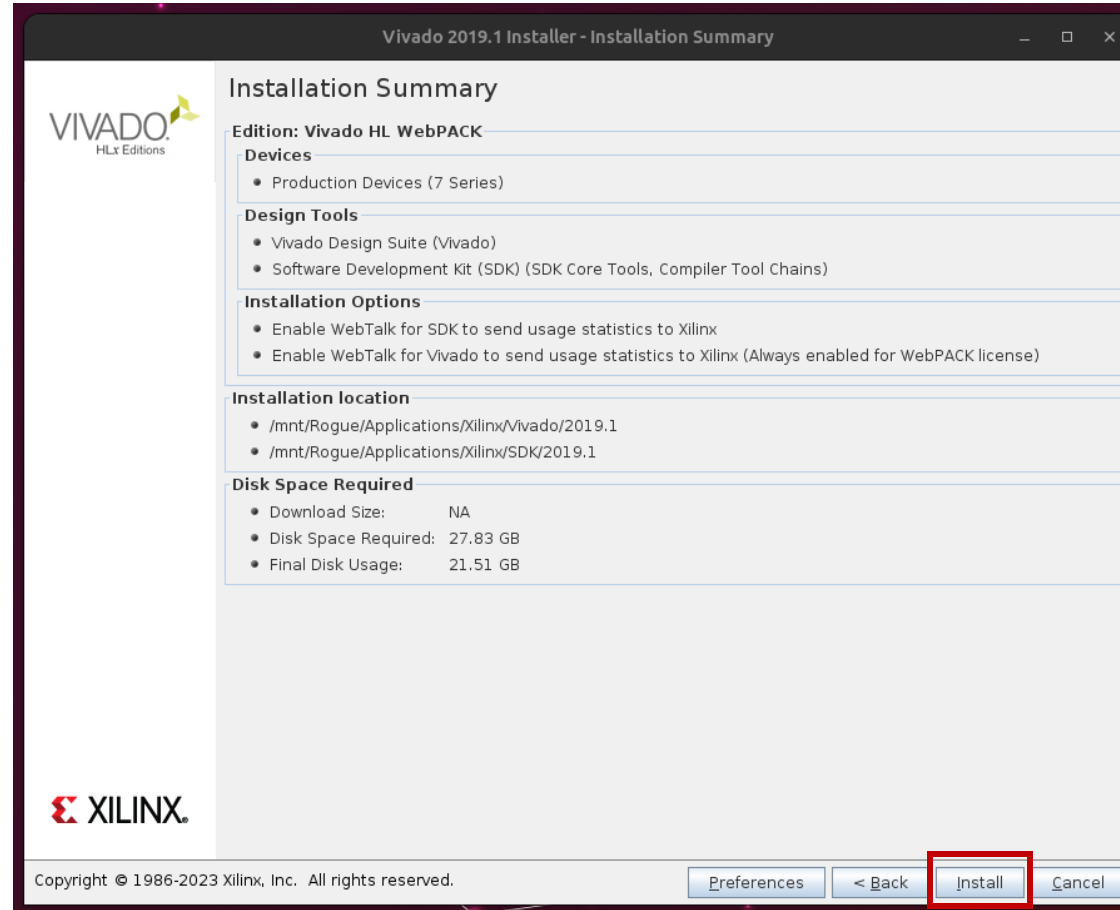 Vivado 2019.1 Installer - Installation Summary
VIVADO.
HLx Editions
Installation Summary
Edition: Vivado HL WebPACK
Devices
Production Devices (7 Series)
Design Tools
Vivado Design Suite (Vivado)
Software Development Kit (SDK) (SDK Core Tools, Compiler Tool Chains)
Installation Options
Enable WebTalk for SDK to send usage statistics to Xilinx
Enable WebTalk for Vivado to send usage statistics to Xilinx (Always enabled for WebPACK license)
Installation location
/mnt/Rogue/Applications/Xilinx/Vivado/2019.1
/mnt/Rogue/Applications/Xilinx/SDK/2019.1
Disk Space Required
Download Size: NA
Disk Space Required: 27.83 GB
Final Disk Usage: 21.51 GB
XILINX®
Copyright © 1986-2023 Xilinx, Inc. All rights reserved.
Preferences < Back Install Cancel